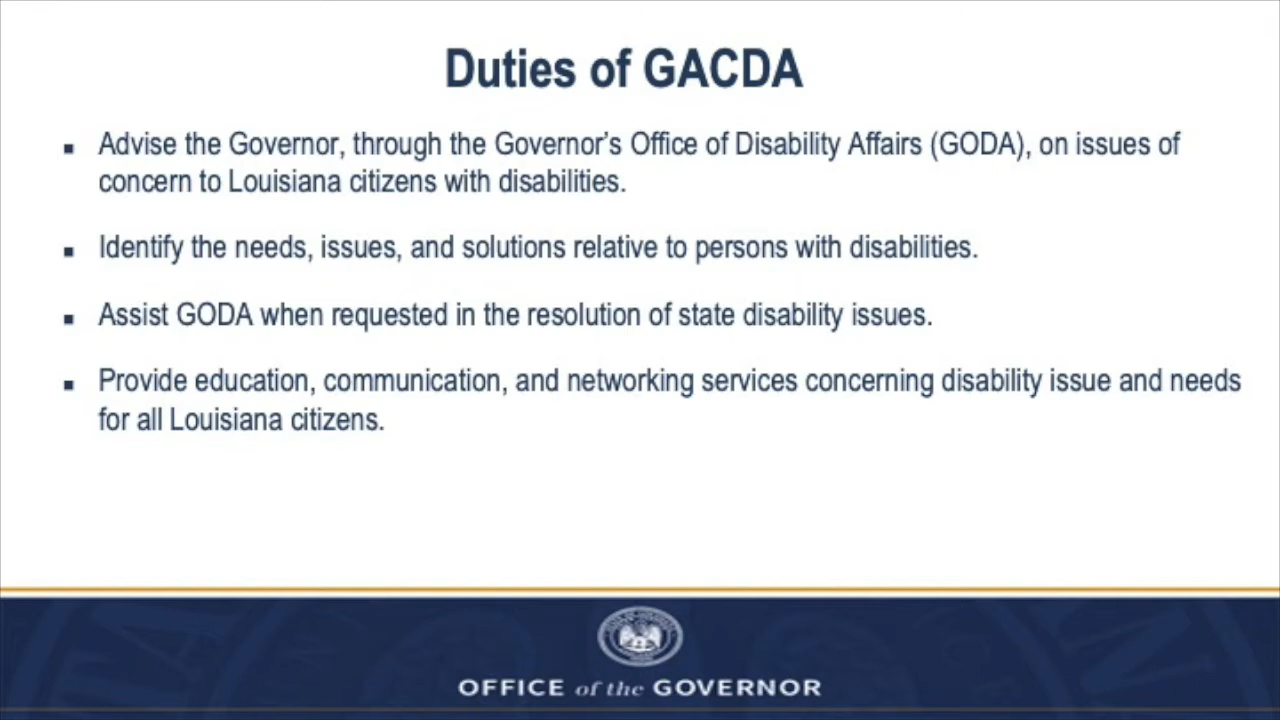 Duties of GACDA
▪ Advise the Governor, through the Governor's Office of Disability Affairs (GODA), on issues of
concern to Louisiana citizens with disabilities.
▪ Identify the needs, issues, and solutions relative to persons with disabilities.
▪ Assist GODA when requested in the resolution of state disability issues.
▪ Provide education, communication, and networking services concerning disability issue and needs
for all Louisiana citizens.
OFFICE of the GOVERNOR